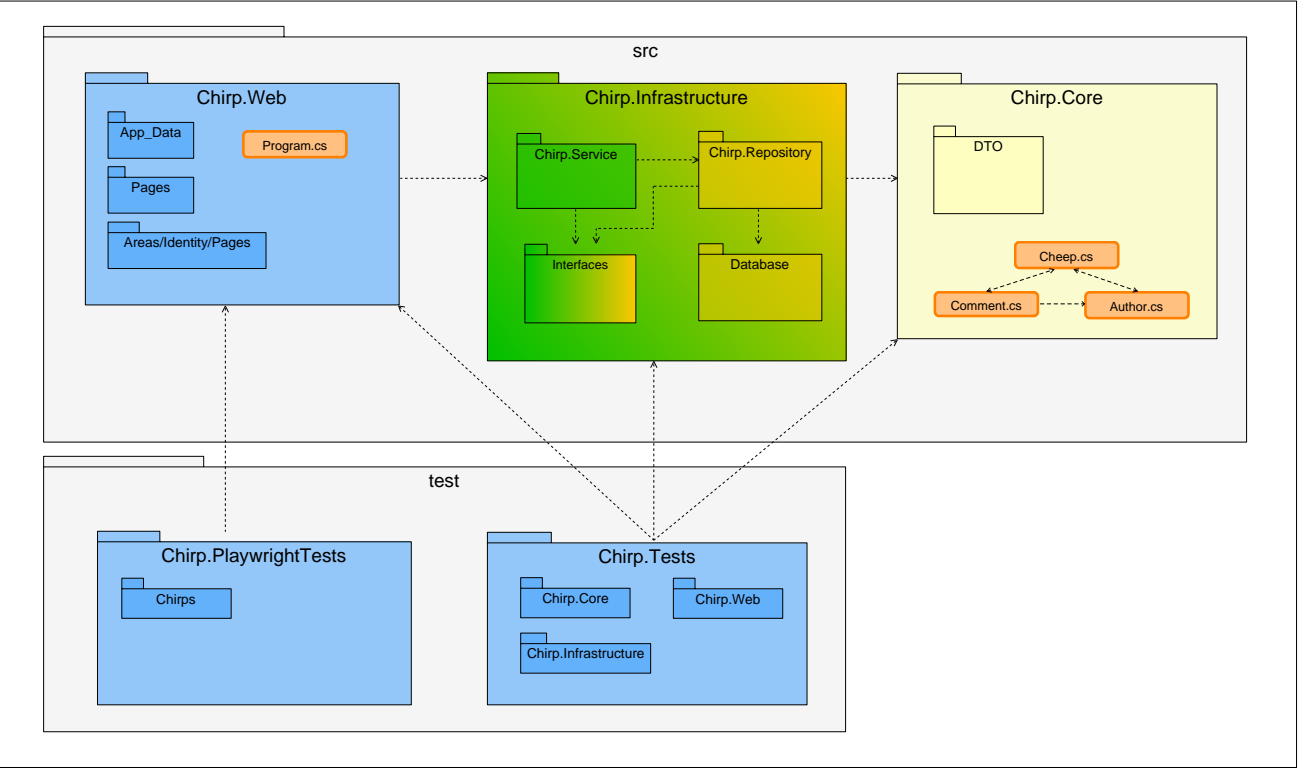 src
Chirp.Web
App_Data
Program.cs
Pages
Areas/Identity/Pages
Chirp.Infrastructure
Chirp.Service
Chirp.Repository
Interfaces
Database
Chirp.Core
DTO
Cheep.cs
Comment.cs
Author.cs
test
Chirp.PlaywrightTests
Chirps
Chirp.Tests
Chirp.Core
Chirp.Web
Chirp.Infrastructure